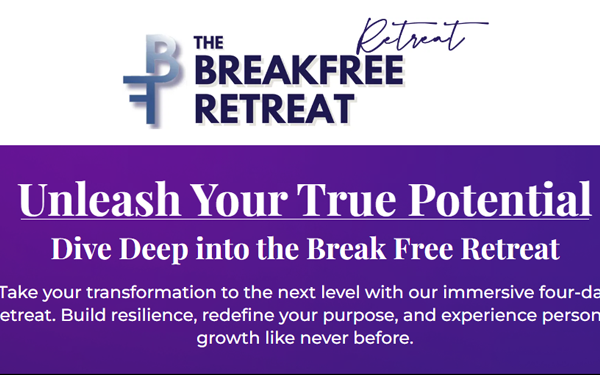 Retreat
THE
BREAKFREE
RETREAT
Unleash Your True Potential
Dive Deep into the Break Free Retreat
Take your transformation to the next level with our immersive four-da
etreat. Build resilience, redefine your purpose, and experience person
growth like never before.